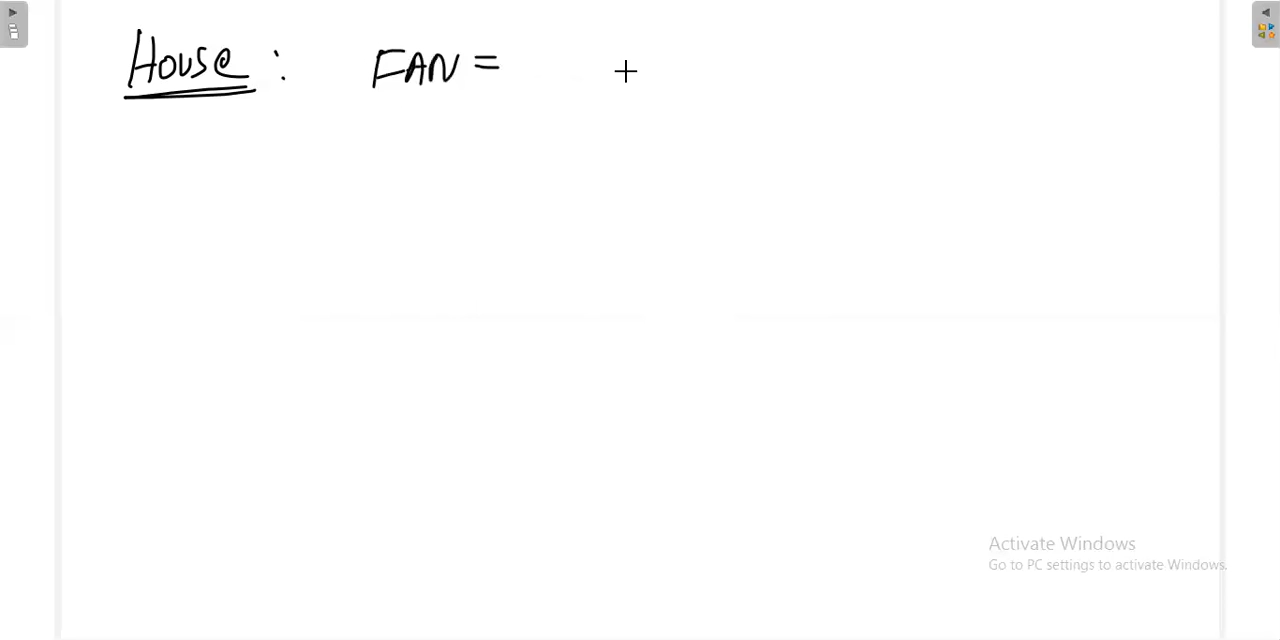 House : FAN =
Activate Windows
Go to PC settings to activate Windows.